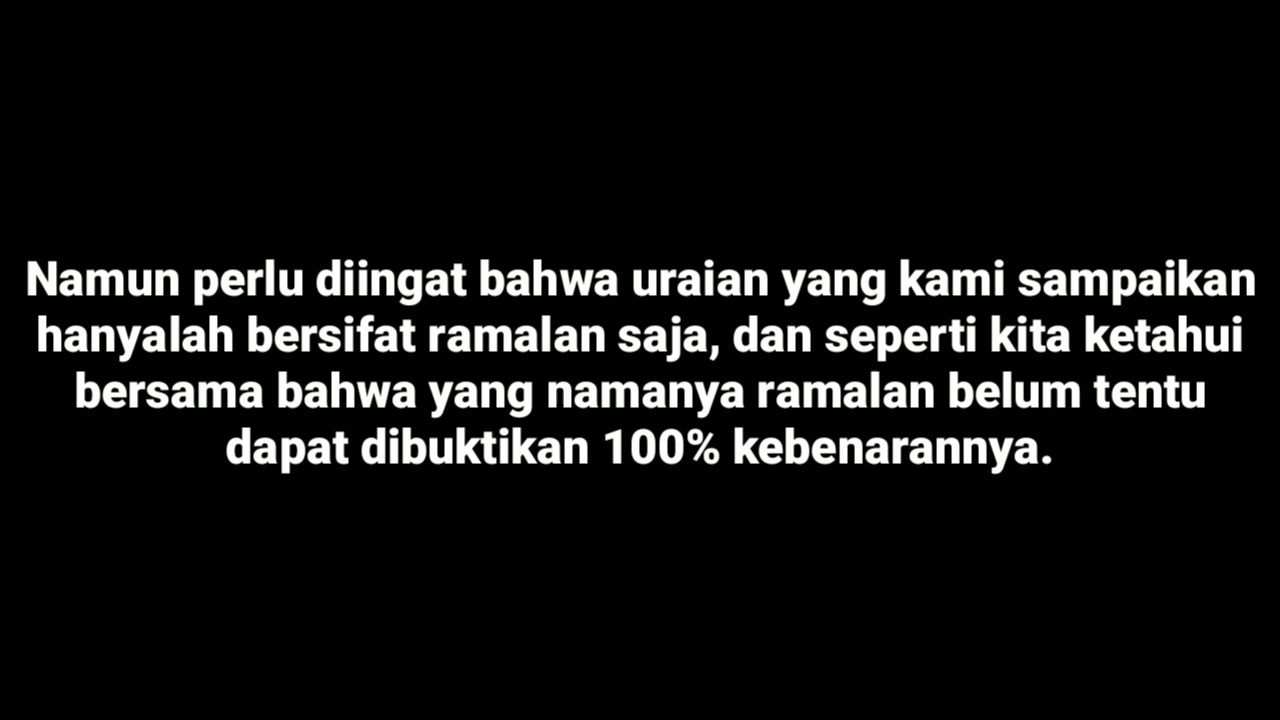 Namun perlu diingat bahwa uraian yang kami sampaikan
hanyalah bersifat ramalan saja, dan seperti kita ketahui
bersama bahwa yang namanya ramalan belum tentu
dapat dibuktikan 100% kebenarannya.